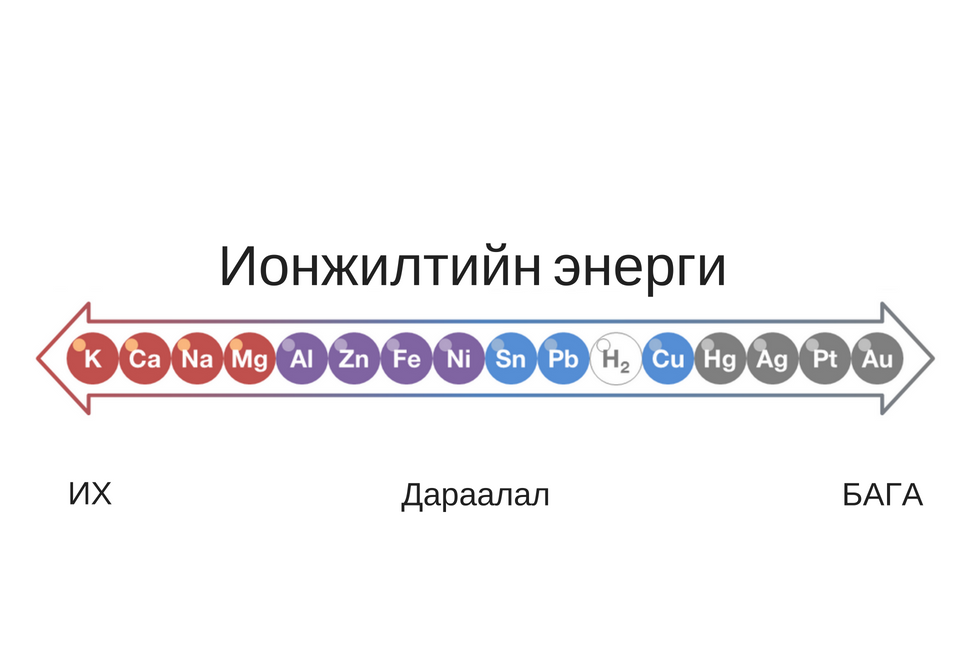 Ионжилтийн энерги
K Ca Na Mg Al Zn Fe Ni Sn Pb H₂ Cu Hg Ag Pt Au
ИХ Дараалал БАГА